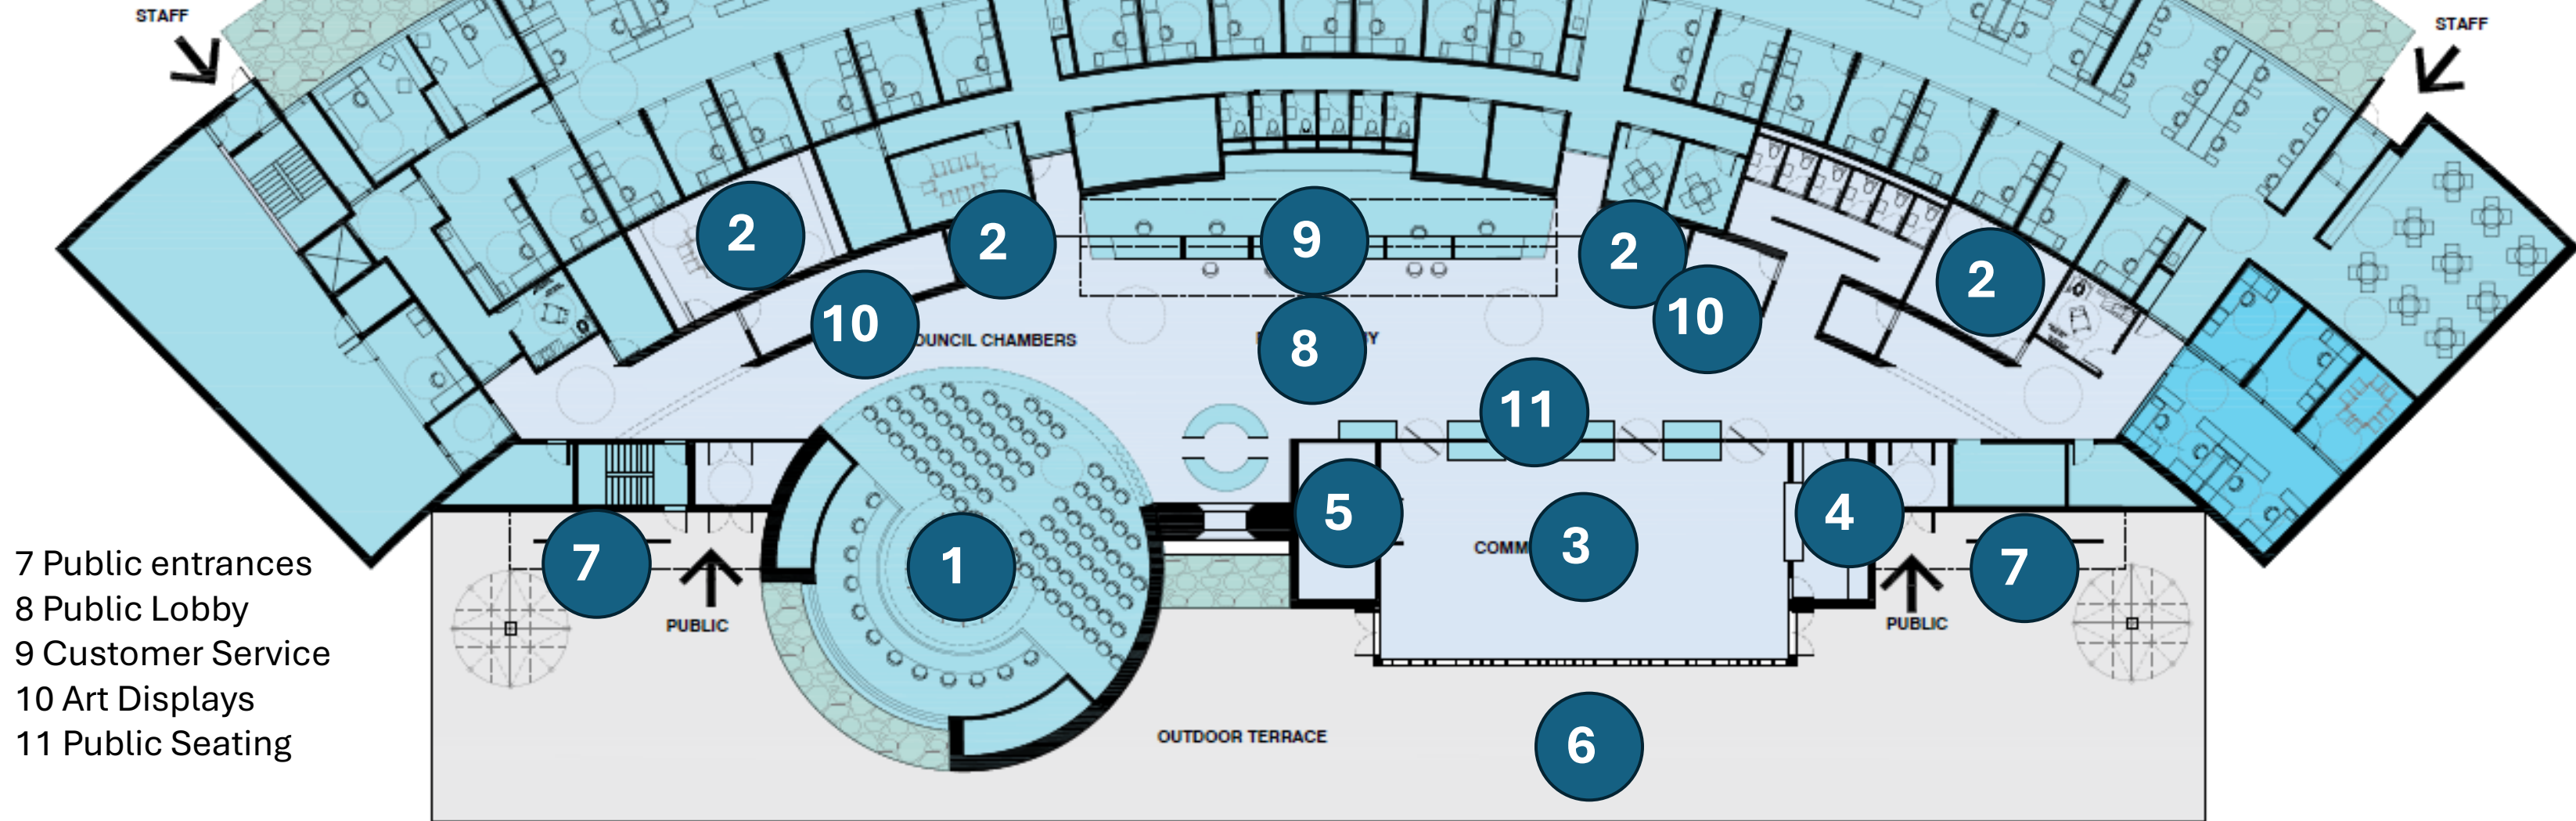 STAFF
STAFF
2
2
9
2
2
10
10
OUNCIL CHAMBERS
8
11
5
4
7
1
COMM
3
7
PUBLIC
PUBLIC
OUTDOOR TERRACE
6
7 Public entrances
8 Public Lobby
9 Customer Service
10 Art Displays
11 Public Seating